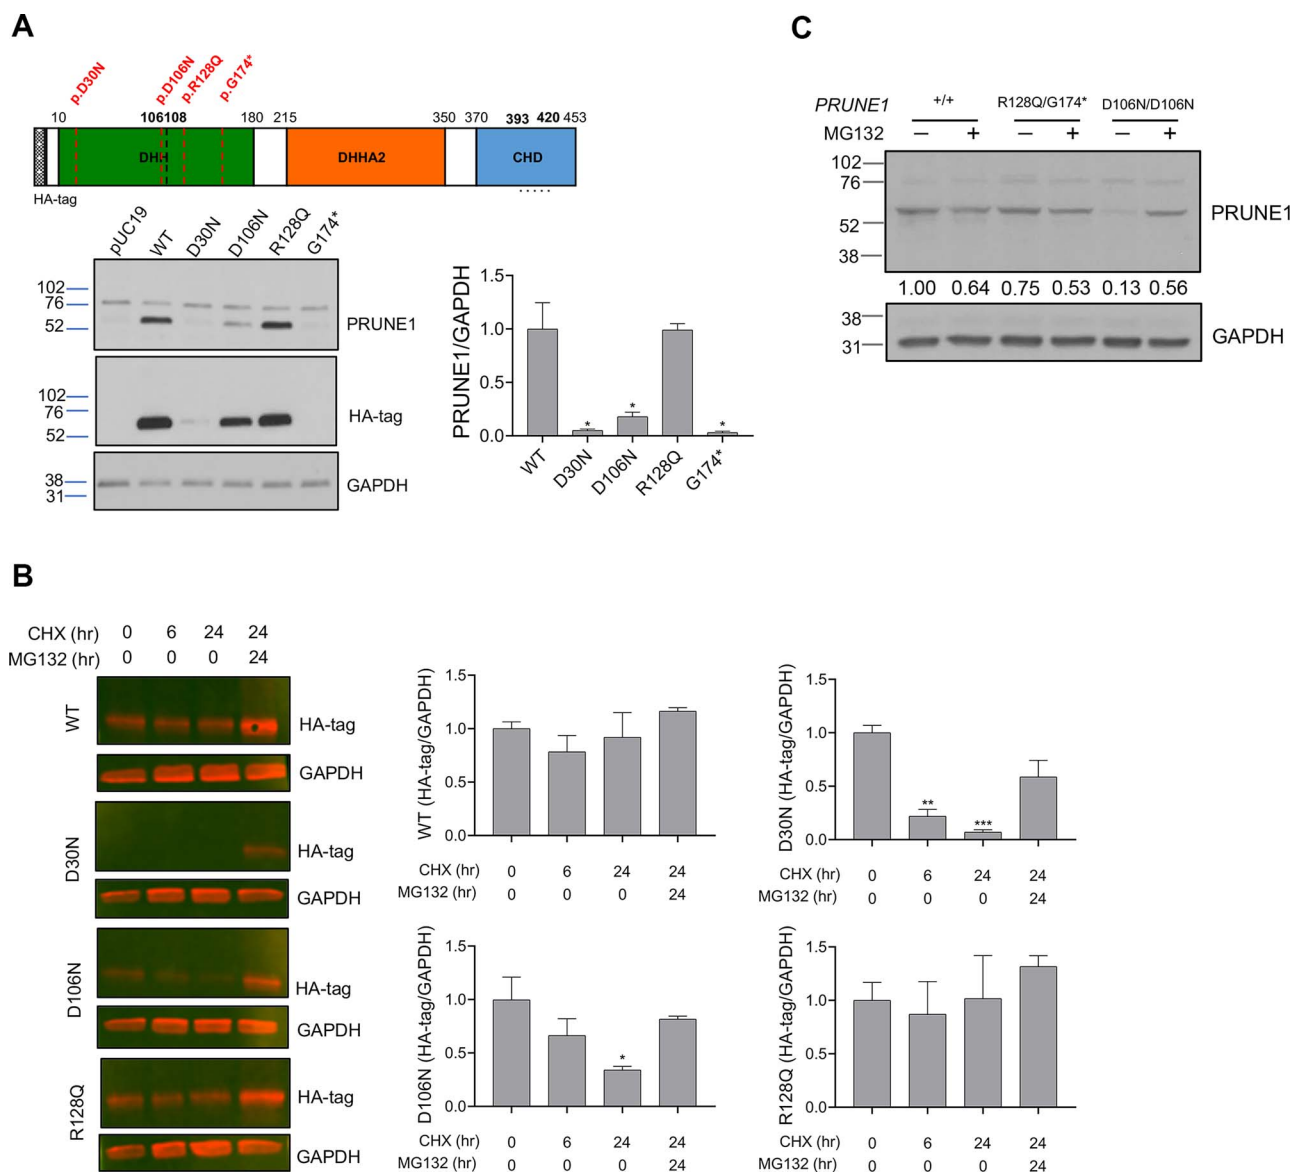 A
p.D30N
p.D106N
p.R128Q
p.G174*
10 106 108 180 215 350 370 393 420 453
DHH DHHA2 CHD
HA-tag
pUC19 WT D30N D106N R128Q G174*
102
76
52
PRUNE1
102
76
52
HA-tag
38
31
GAPDH
PRUNE1/GAPDH
1.5
1.0
0.5
0.0
* * *
WT D30N D106N R128Q G174*
C
PRUNE1 +/+ R128Q/G174* D106N/D106N
MG132 – + – + – +
102
76
52
38
PRUNE1
1.00 0.64 0.75 0.53 0.13 0.56
38
31
GAPDH
B
CHX (hr) 0 6 24 24
MG132 (hr) 0 0 0 24
WT
HA-tag
GAPDH
D30N
HA-tag
GAPDH
D106N
HA-tag
GAPDH
R128Q
HA-tag
GAPDH
WT (HA-tag/GAPDH)
1.5
1.0
0.5
0.0
CHX (hr) 0 6 24 24
MG132 (hr) 0 0 0 24
D30N (HA-tag/GAPDH)
1.5
1.0
0.5
0.0
** ***
CHX (hr) 0 6 24 24
MG132 (hr) 0 0 0 24
D106N (HA-tag/GAPDH)
1.5
1.0
0.5
0.0
*
CHX (hr) 0 6 24 24
MG132 (hr) 0 0 0 24
R128Q (HA-tag/GAPDH)
1.5
1.0
0.5
0.0
CHX (hr) 0 6 24 24
MG132 (hr) 0 0 0 24